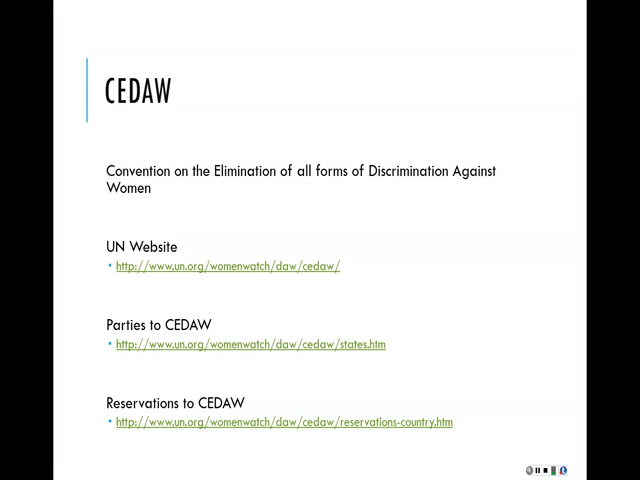 CEDAW
Convention on the Elimination of all forms of Discrimination Against
Women
UN Website
• http://www.un.org/womenwatch/daw/cedaw/
Parties to CEDAW
• http://www.un.org/womenwatch/daw/cedaw/states.htm
Reservations to CEDAW
• http://www.un.org/womenwatch/daw/cedaw/reservations-country.htm